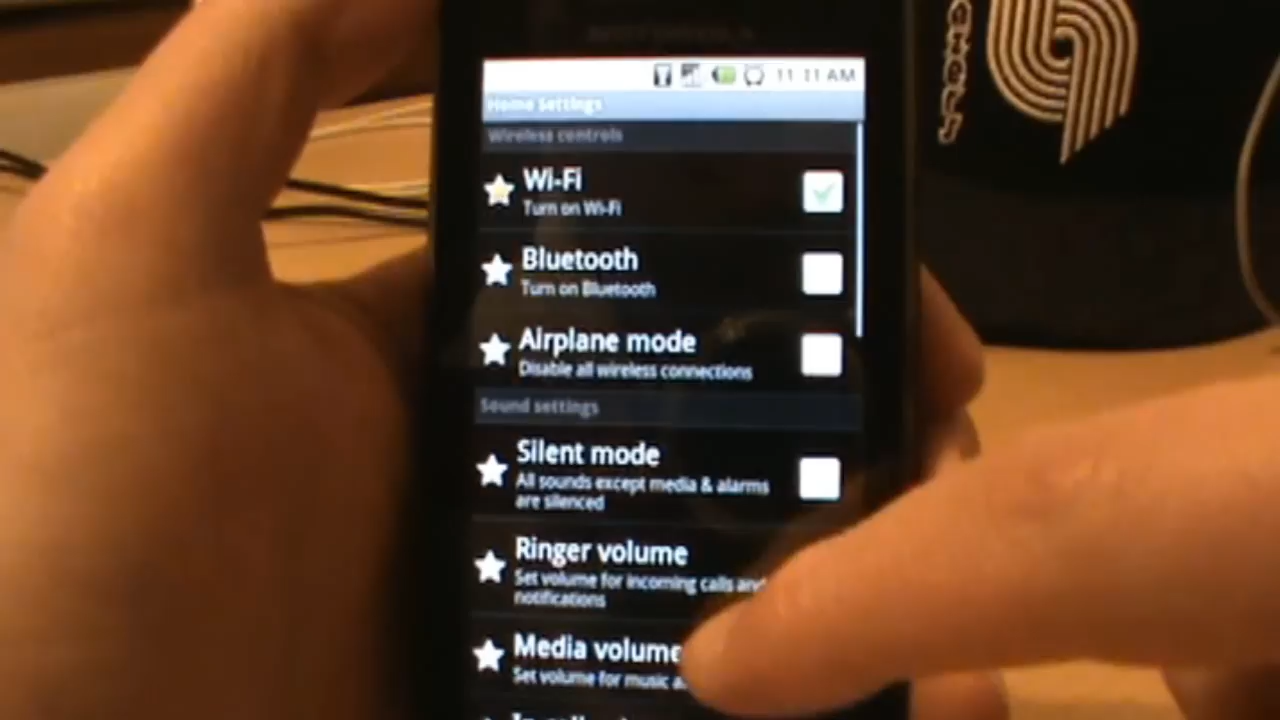 11:11 AM
Home Settings
Wireless controls
Wi-Fi
Turn on Wi-Fi
Bluetooth
Turn on Bluetooth
Airplane mode
Disable all wireless connections
Sound settings
Silent mode
All sounds except media & alarms
are silenced
Ringer volume
Set volume for incoming calls and
notifications
Media volume
Set volume for music